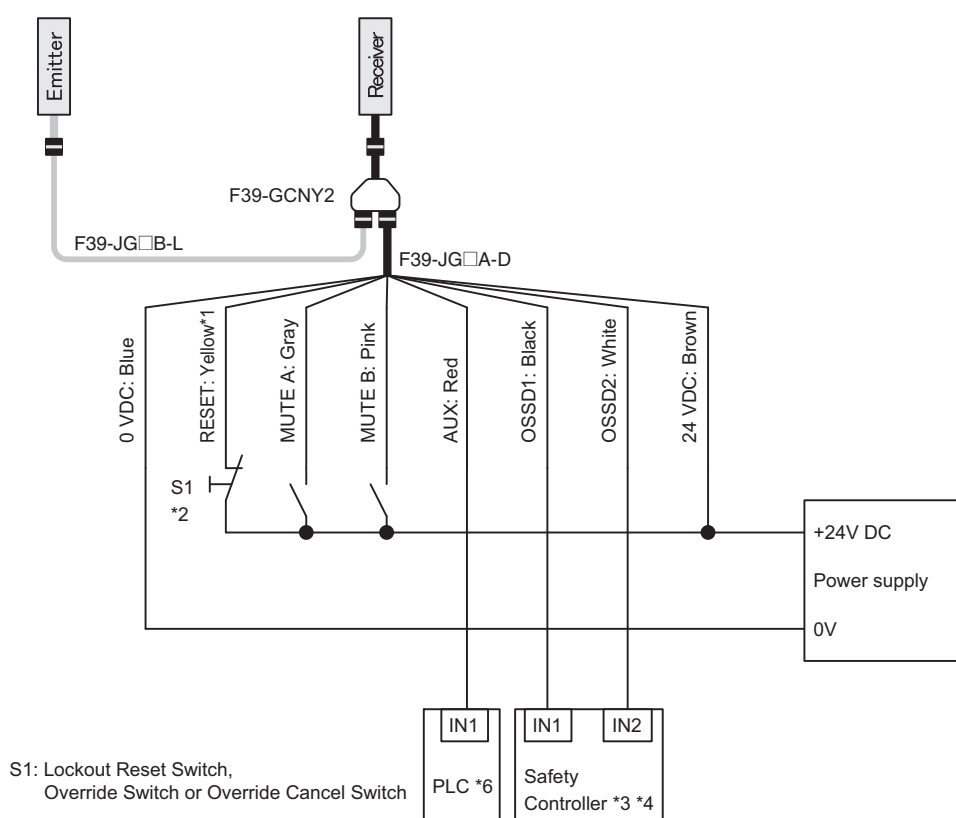 Emitter
Receiver
F39-GCNY2
F39-JG□B-L
F39-JG□A-D
0 VDC: Blue
RESET: Yellow*1
MUTE A: Gray
MUTE B: Pink
AUX: Red
OSSD1: Black
OSSD2: White
24 VDC: Brown
S1
*2
+24V DC
Power supply
0V
IN1
IN1
IN2
PLC *6
Safety
Controller *3 *4
S1: Lockout Reset Switch,
Override Switch or Override Cancel Switch